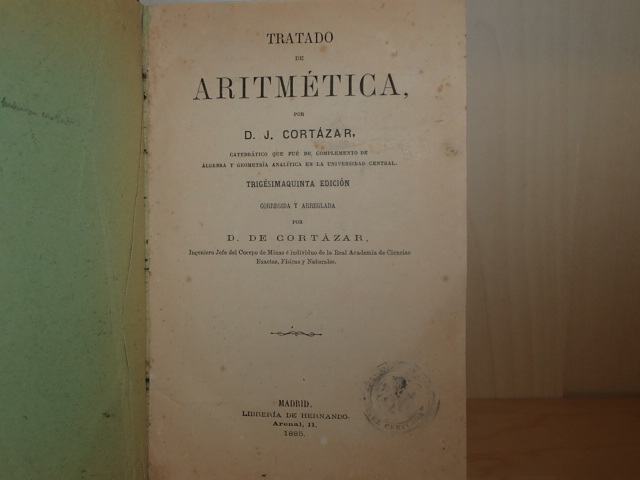 TRATADO
DE
ARITMÉTICA,
POR
D. J. CORTÁZAR,
CATEDRÁTICO QUE FUÉ DE COMPLEMENTO DE
ÁLGEBRA Y GEOMETRÍA ANALÍTICA EN LA UNIVERSIDAD CENTRAL.
TRIGÉSIMAQUINTA EDICIÓN
CORREGIDA Y ARREGLADA
POR
D. DE CORTÁZAR,
Ingeniero Jefe del Cuerpo de Minas é individuo de la Real Academia de Ciencias
Exactas, Físicas y Naturales.
MADRID.
LIBRERÍA DE HERNANDO.
Arenal, 11.
1885.